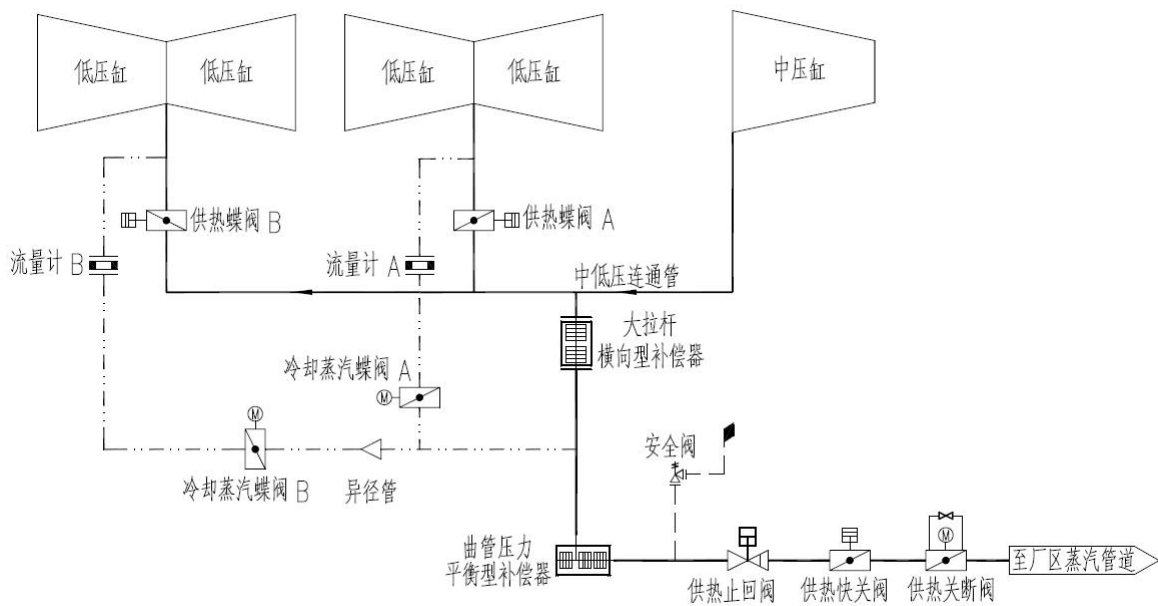 低压缸
低压缸
低压缸
低压缸
中压缸
供热蝶阀 B
供热蝶阀 A
流量计 B
流量计 A
中低压连通管
大拉杆
横向型补偿器
冷却蒸汽蝶阀 A
M
M
冷却蒸汽蝶阀 B
异径管
安全阀
曲管压力
平衡型补偿器
M
供热止回阀
供热快关阀
供热关断阀
至厂区蒸汽管道